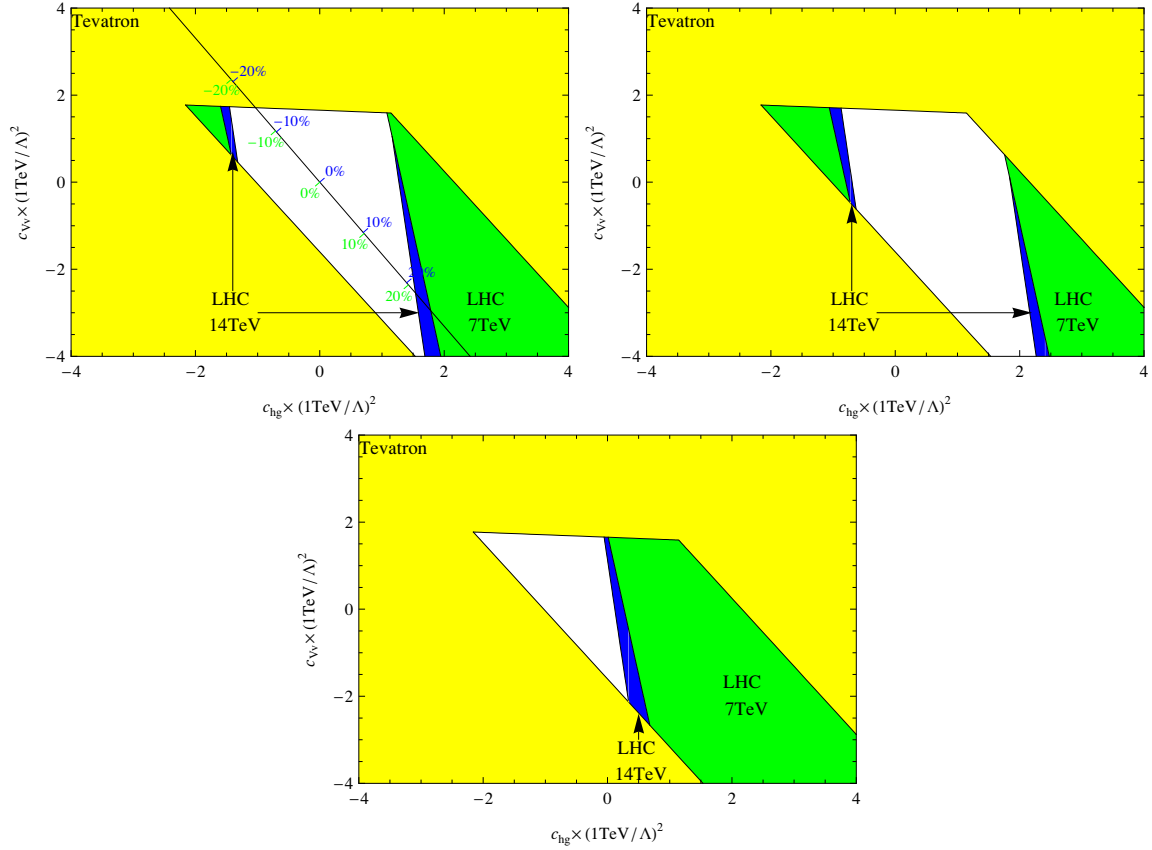 Tevatron
4
2
0
−2
−4
−20%
−20%
−10%
−10%
0%
0%
10%
10%
20%
LHC
14TeV
LHC
7TeV
−4
−2
0
2
4
c_Vv × (1TeV/Λ)²
c_hg × (1TeV/Λ)²
Tevatron
4
2
0
−2
−4
LHC
14TeV
LHC
7TeV
−4
−2
0
2
4
c_Vv × (1TeV/Λ)²
c_hg × (1TeV/Λ)²
Tevatron
4
2
0
−2
−4
LHC
7TeV
LHC
14TeV
−4
−2
0
2
4
c_Vv × (1TeV/Λ)²
c_hg × (1TeV/Λ)²